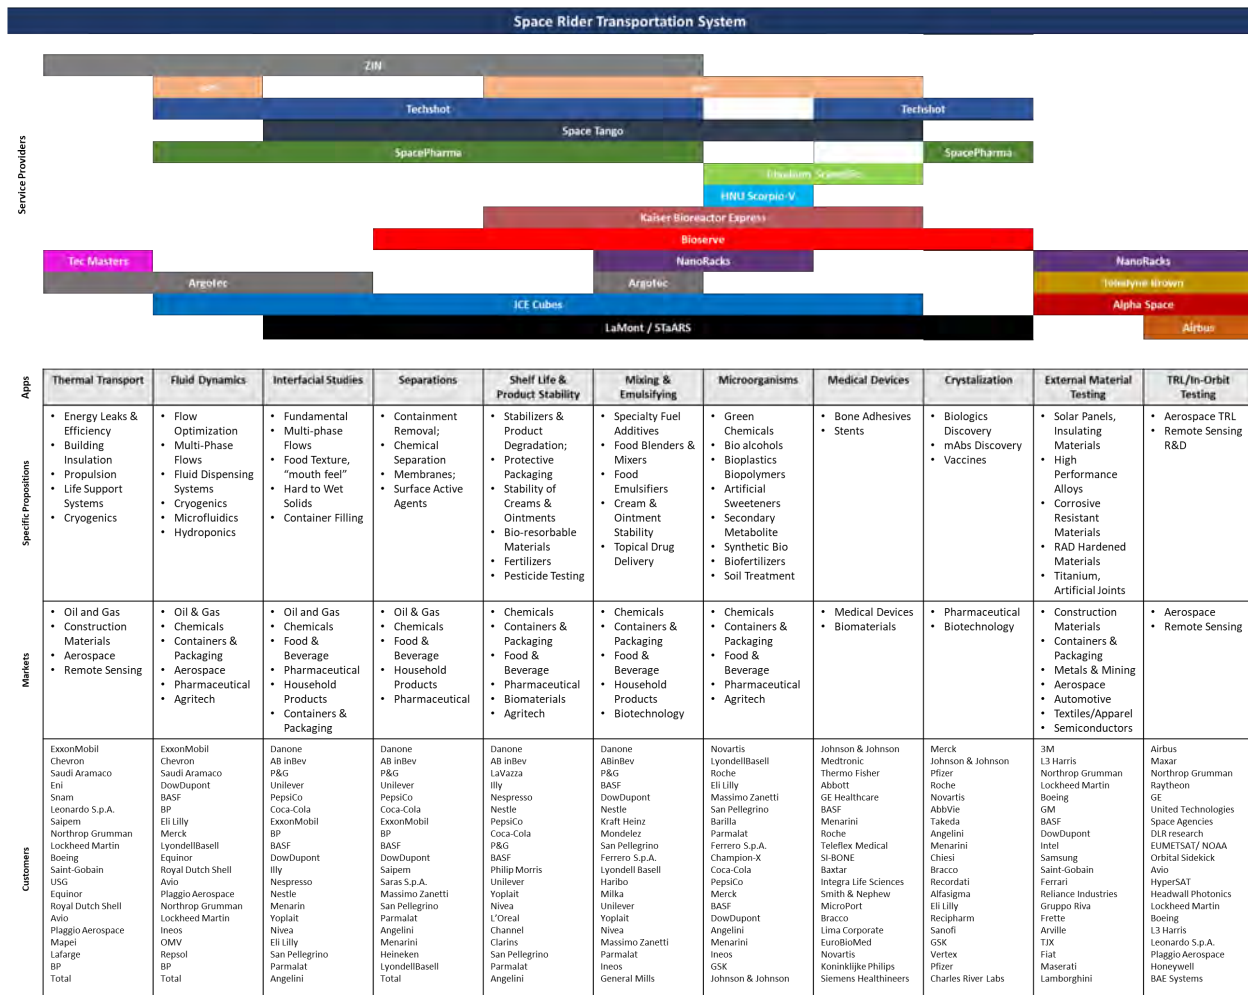 Space Rider Transportation System
Service Providers
ZIN
Techshot
Techshot
Space Tango
SpacePharma
SpacePharma
Rhodium Scientific
HNU Scorpio-V
Kaiser Bioreactor Express
Bioserve
Tec Masters
NanoRacks
NanoRacks
Argotec
Argotec
Teledyne Brown
ICE Cubes
Alpha Space
LaMont / STaARS
Airbus
Apps
Thermal Transport
Fluid Dynamics
Interfacial Studies
Separations
Shelf Life &
Product Stability
Mixing &
Emulsifying
Microorganisms
Medical Devices
Crystalization
External Material
Testing
TRL/In-Orbit
Testing
Specific Propositions
• Energy Leaks &
Efficiency
• Building
Insulation
• Propulsion
• Life Support
Systems
• Cryogenics
• Flow
Optimization
• Multi-Phase
Flows
• Fluid Dispensing
Systems
• Cryogenics
• Microfluidics
• Hydroponics
• Fundamental
• Multi-phase
Flows
• Food Texture,
“mouth feel”
• Hard to Wet
Solids
• Container Filling
• Containment
Removal;
• Chemical
Separation
• Membranes;
• Surface Active
Agents
• Stabilizers &
Product
Degradation;
• Protective
Packaging
• Stability of
Creams &
Ointments
• Bio-resorbable
Materials
• Fertilizers
• Pesticide Testing
• Specialty Fuel
Additives
• Food Blenders &
Mixers
• Food
Emulsifiers
• Cream &
Ointment
Stability
• Topical Drug
Delivery
• Green
Chemicals
• Bio alcohols
• Bioplastics
Biopolymers
• Artificial
Sweeteners
• Secondary
Metabolite
• Synthetic Bio
• Biofertilizers
• Soil Treatment
• Bone Adhesives
• Stents
• Biologics
Discovery
• mAbs Discovery
• Vaccines
• Solar Panels,
Insulating
Materials
• High
Performance
Alloys
• Corrosive
Resistant
Materials
• RAD Hardened
Materials
• Titanium,
Artificial Joints
• Aerospace TRL
• Remote Sensing
R&D
Markets
• Oil and Gas
• Construction
Materials
• Aerospace
• Remote Sensing
• Oil & Gas
• Chemicals
• Containers &
Packaging
• Aerospace
• Pharmaceutical
• Agritech
• Oil and Gas
• Chemicals
• Food &
Beverage
• Pharmaceutical
• Household
Products
• Containers &
Packaging
• Oil & Gas
• Chemicals
• Food &
Beverage
• Household
Products
• Pharmaceutical
• Chemicals
• Containers &
Packaging
• Food &
Beverage
• Pharmaceutical
• Biomaterials
• Agritech
• Chemicals
• Containers &
Packaging
• Food &
Beverage
• Household
Products
• Biotechnology
• Chemicals
• Containers &
Packaging
• Food &
Beverage
• Pharmaceutical
• Agritech
• Medical Devices
• Biomaterials
• Pharmaceutical
• Biotechnology
• Construction
Materials
• Containers &
Packaging
• Metals & Mining
• Aerospace
• Automotive
• Textiles/Apparel
• Semiconductors
• Aerospace
• Remote Sensing
Customers
ExxonMobil
Chevron
Saudi Aramaco
Eni
Snam
Leonardo S.p.A.
Saipem
Northrop Grumman
Lockheed Martin
Boeing
Saint-Gobain
USG
Equinor
Royal Dutch Shell
Avio
Plaggio Aerospace
Mapei
Lafarge
BP
Total
ExxonMobil
Chevron
Saudi Aramaco
DowDupont
BASF
BP
Eli Lilly
Merck
LyondellBasell
Equinor
Royal Dutch Shell
Avio
Plaggio Aerospace
Northrop Grumman
Lockheed Martin
Ineos
OMV
Repsol
BP
Total
Danone
AB inBev
P&G
Unilever
PepsiCo
Coca-Cola
ExxonMobil
BP
BASF
DowDupont
Illy
Nespresso
Nestle
Menarin
Yoplait
Nivea
Eli Lilly
San Pellegrino
Parmalat
Angelini
Danone
AB inBev
P&G
Unilever
PepsiCo
Coca-Cola
ExxonMobil
BP
BASF
DowDupont
Saipem
Saras S.p.A.
Massimo Zanetti
San Pellegrino
Parmalat
Angelini
Menarini
Heineken
LyondellBasell
Total
Danone
AB inBev
LaVazza
Illy
Nespresso
Nestle
PepsiCo
Coca-Cola
P&G
BASF
Philip Morris
Unilever
Yoplait
Nivea
L’Oreal
Channel
Clarins
San Pellegrino
Parmalat
Angelini
Danone
ABinBev
P&G
BASF
DowDupont
Nestle
Kraft Heinz
Mondelez
San Pellegrino
Ferrero S.p.A.
Lyondell Basell
Haribo
Milka
Unilever
Yoplait
Nivea
Massimo Zanetti
Parmalat
Ineos
General Mills
Novartis
LyondellBasell
Roche
Eli Lilly
Massimo Zanetti
San Pellegrino
Barilla
Parmalat
Ferrero S.p.A.
Champion-X
Coca-Cola
PepsiCo
Merck
BASF
DowDupont
Angelini
Menarini
Ineos
GSK
Johnson & Johnson
Johnson & Johnson
Medtronic
Thermo Fisher
Abbott
GE Healthcare
BASF
Menarini
Roche
Teleflex Medical
SI-BONE
Baxtar
Integra Life Sciences
Smith & Nephew
MicroPort
Bracco
Lima Corporate
EuroBioMed
Novartis
Koninklijke Philips
Siemens Healthineers
Merck
Johnson & Johnson
Pfizer
Roche
Novartis
AbbVie
Takeda
Angelini
Menarini
Chiesi
Bracco
Recordati
Alfasigma
Eli Lilly
Recipharm
Sanofi
GSK
Vertex
Pfizer
Charles River Labs
3M
L3 Harris
Northrop Grumman
Lockheed Martin
Boeing
GM
BASF
DowDupont
Intel
Samsung
Saint-Gobain
Ferrari
Reliance Industries
Gruppo Riva
Frette
Arville
TJX
Fiat
Maserati
Lamborghini
Airbus
Maxar
Northrop Grumman
Raytheon
GE
United Technologies
Space Agencies
DLR research
EUMETSAT/ NOAA
Orbital Sidekick
Avio
HyperSAT
Headwall Photonics
Lockheed Martin
Boeing
L3 Harris
Leonardo S.p.A.
Plaggio Aerospace
Honeywell
BAE Systems